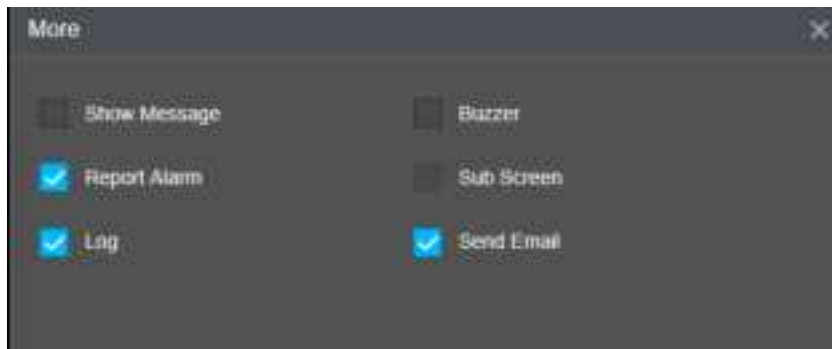 More
Show Message
Buzzer
Report Alarm
Sub Screen
Log
Send Email